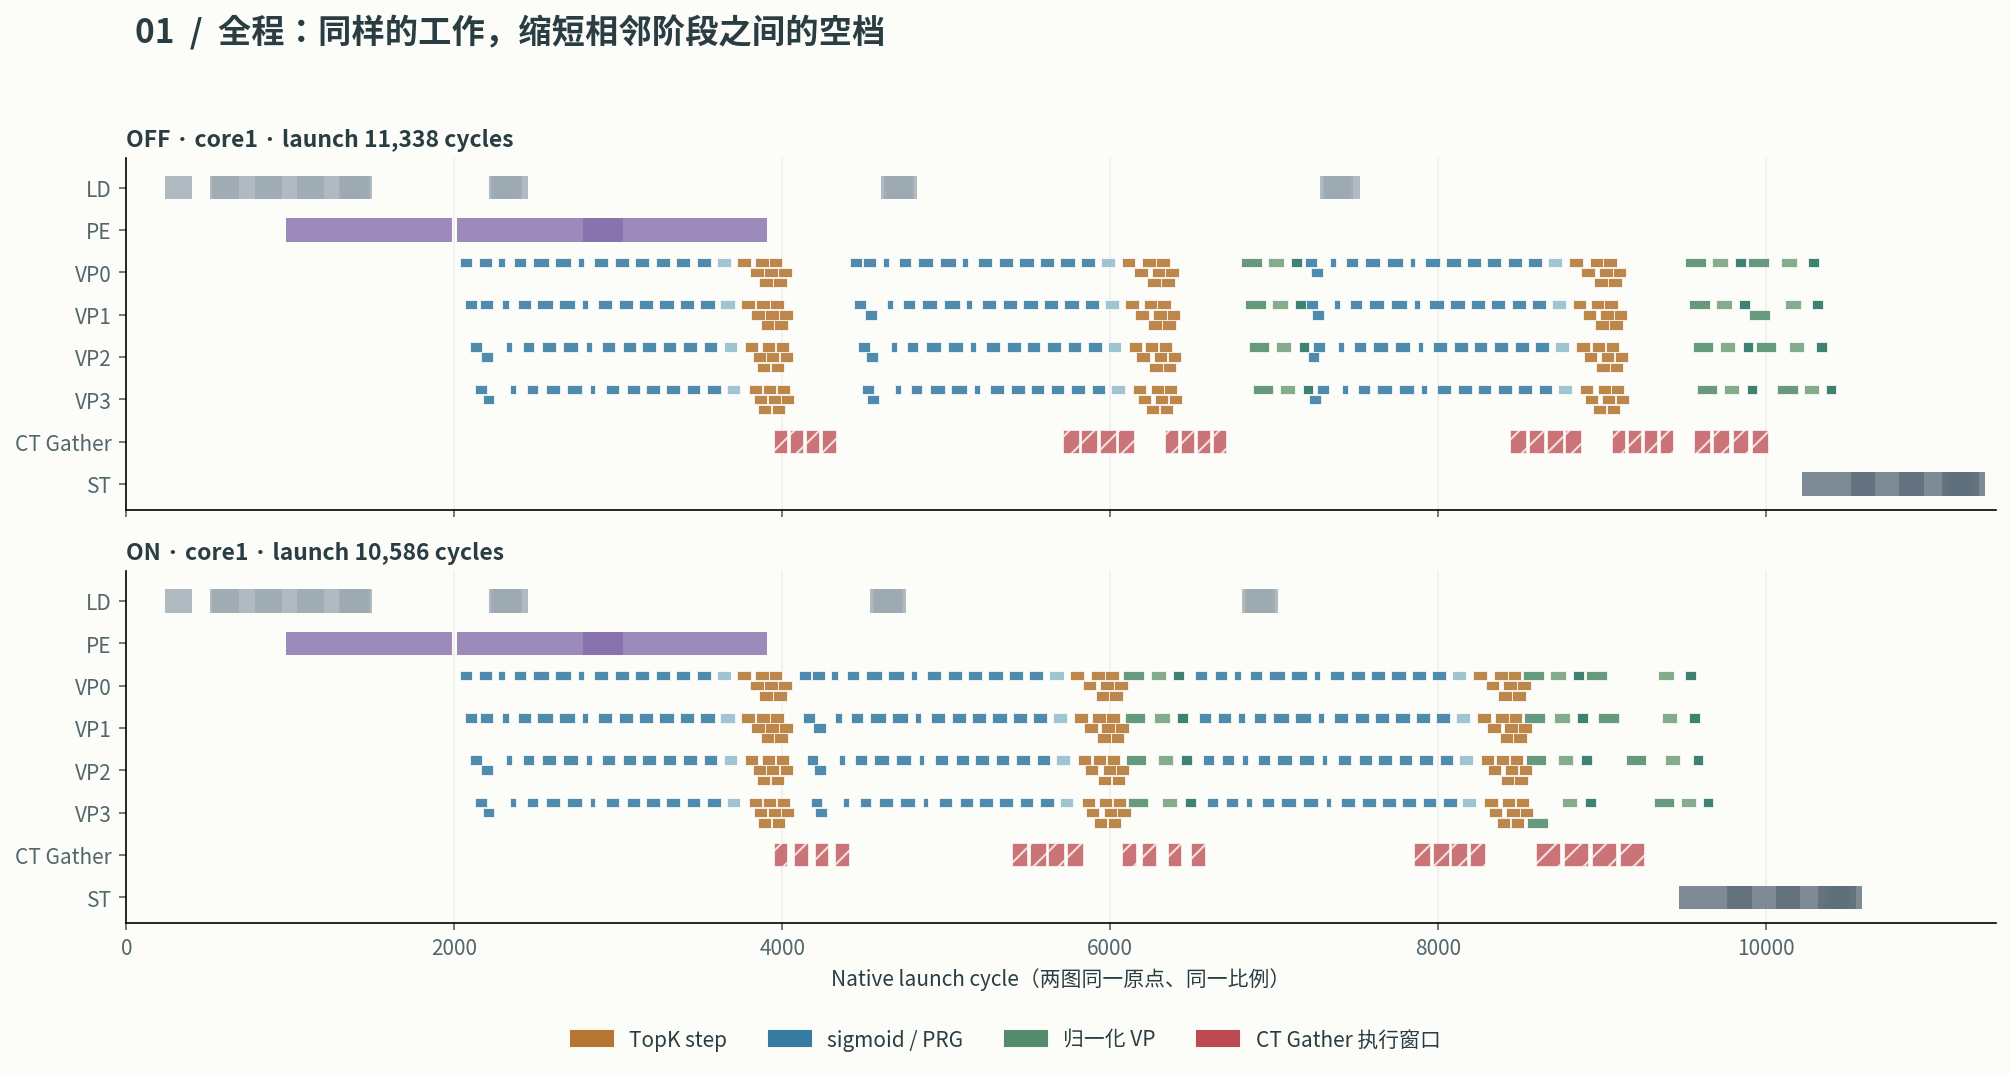 01 / 全程：同样的工作，缩短相邻阶段之间的空档
OFF · core1 · launch 11,338 cycles
LD
PE
VP0
VP1
VP2
VP3
CT Gather
ST
ON · core1 · launch 10,586 cycles
LD
PE
VP0
VP1
VP2
VP3
CT Gather
ST
0 2000 4000 6000 8000 10000
Native launch cycle（两图同一原点、同一比例）
TopK step sigmoid / PRG 归一化 VP CT Gather 执行窗口